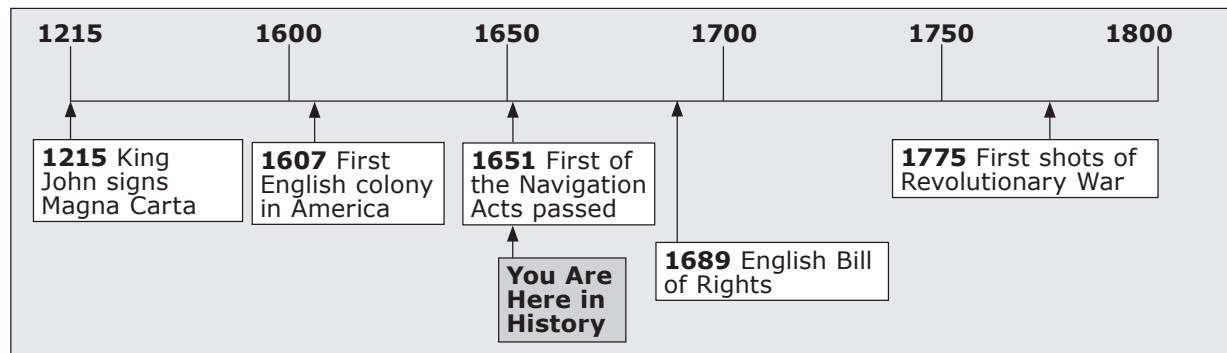 1215 1600 1650 1700 1750 1800
1215 King
John signs
Magna Carta
1607 First
English colony
in America
1651 First of
the Navigation
Acts passed
1775 First shots of
Revolutionary War
1689 English Bill
of Rights
You Are
Here in
History